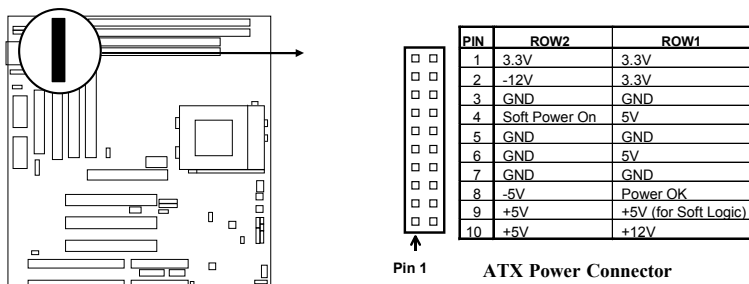 PIN ROW2 ROW1
1 3.3V 3.3V
2 -12V 3.3V
3 GND GND
4 Soft Power On 5V
5 GND GND
6 GND 5V
7 GND GND
8 -5V Power OK
9 +5V +5V (for Soft Logic)
10 +5V +12V
Pin 1
ATX Power Connector